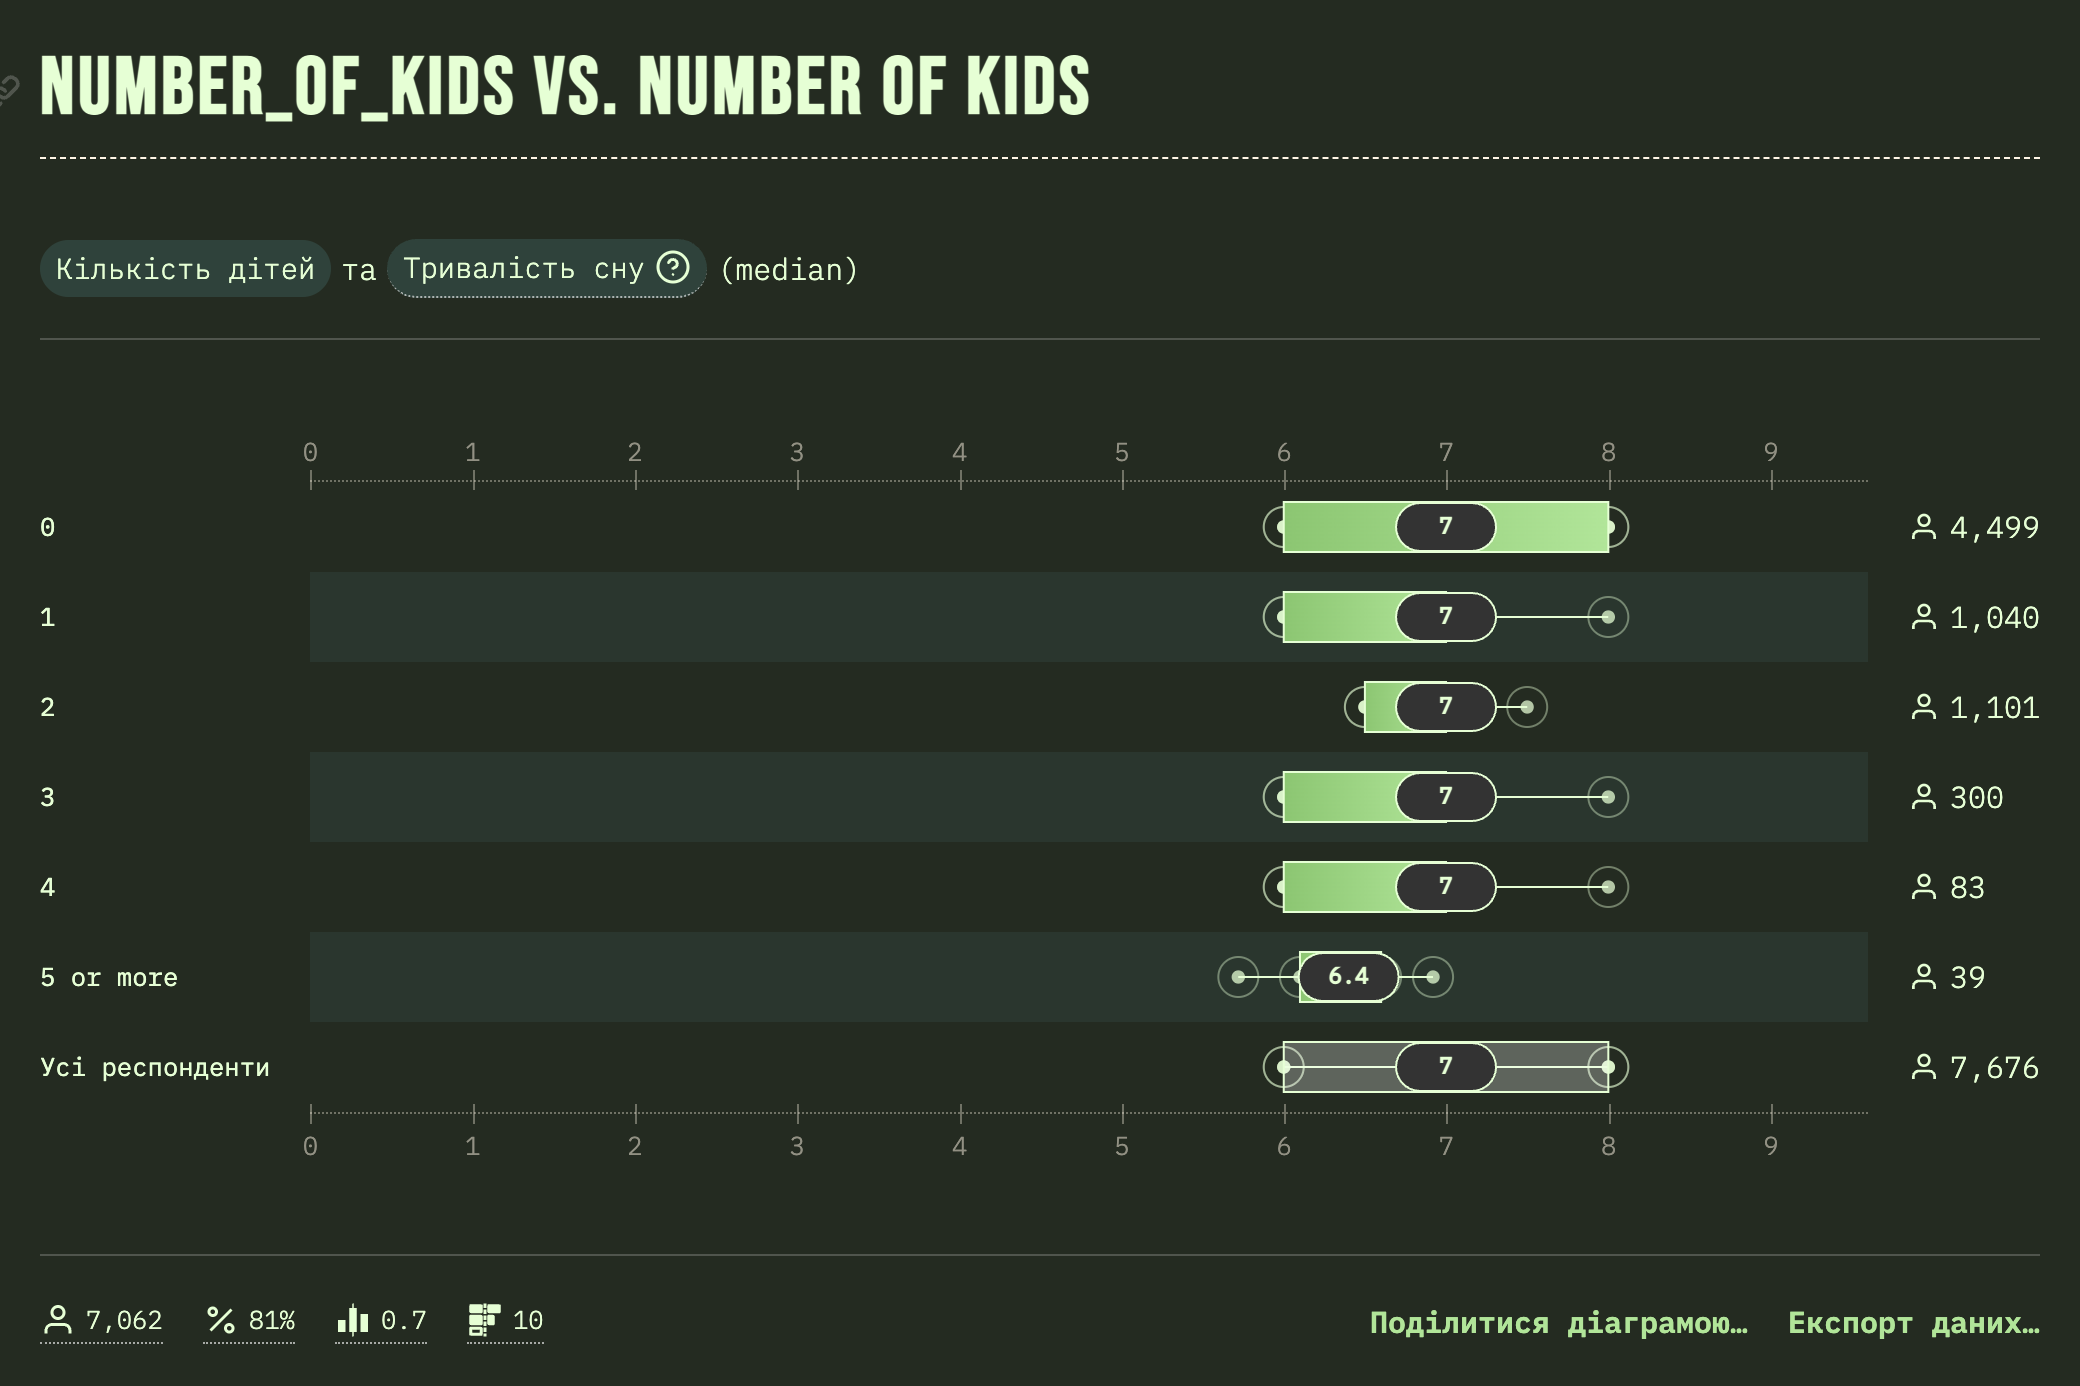 NUMBER_OF_KIDS VS. NUMBER OF KIDS
Кількість дітей та Тривалість сну ? (median)
0 1 2 3 4 5 6 7 8 9
0 7 4,499
1 7 1,040
2 7 1,101
3 7 300
4 7 83
5 or more 6.4 39
Усі респонденти 7 7,676
0 1 2 3 4 5 6 7 8 9
7,062 % 81% 0.7 10 Поділитися діаграмою… Експорт даних…